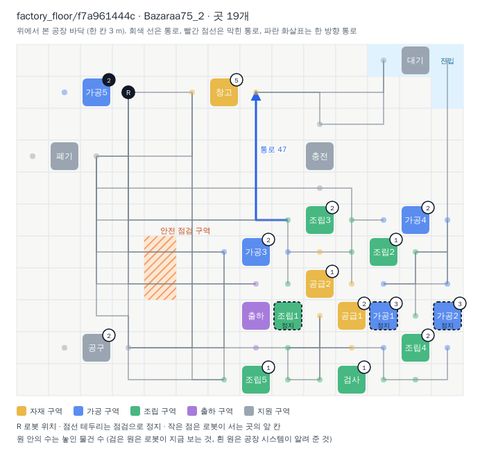 factory_floor/f7a961444c · Bazaraa75_2 · 곳 19개
위에서 본 공장 바닥 (한 칸 3 m). 회색 선은 통로, 빨간 점선은 막힌 통로, 파란 화살표는 한 방향 통로
대기
진입
가공5
2
R
창고
5
통로 47
폐기
충전
조립3
2
가공4
2
안전 점검 구역
가공3
2
조립2
1
공급2
1
출하
조립1
정지
공급1
2
가공1
3
정지
가공2
3
정지
공구
2
조립4
2
조립5
1
검사
1
자재 구역
가공 구역
조립 구역
출하 구역
지원 구역
R 로봇 위치 · 점선 테두리는 점검으로 정지 · 작은 점은 로봇이 서는 곳의 앞 칸
원 안의 수는 놓인 물건 수 (검은 원은 로봇이 지금 보는 것, 흰 원은 공장 시스템이 알려 준 것)